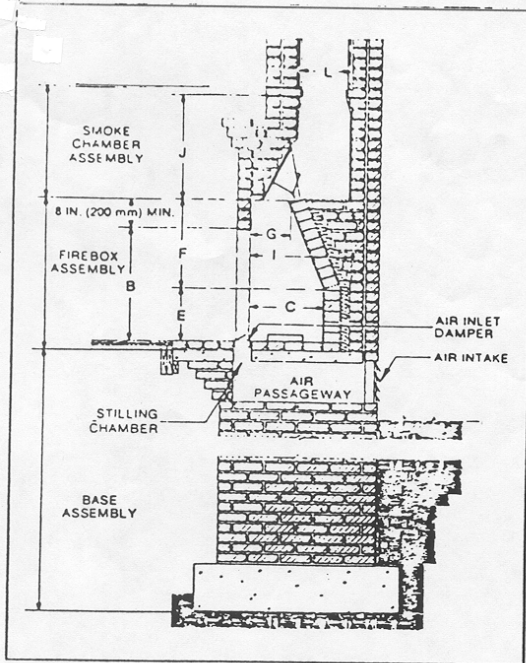 L
SMOKE
CHAMBER
ASSEMBLY
J
8 IN. (200 mm) MIN.
G
FIREBOX
ASSEMBLY
F
I
B
C
E
AIR INLET
DAMPER
AIR INTAKE
AIR
PASSAGEWAY
STILLING
CHAMBER
BASE
ASSEMBLY